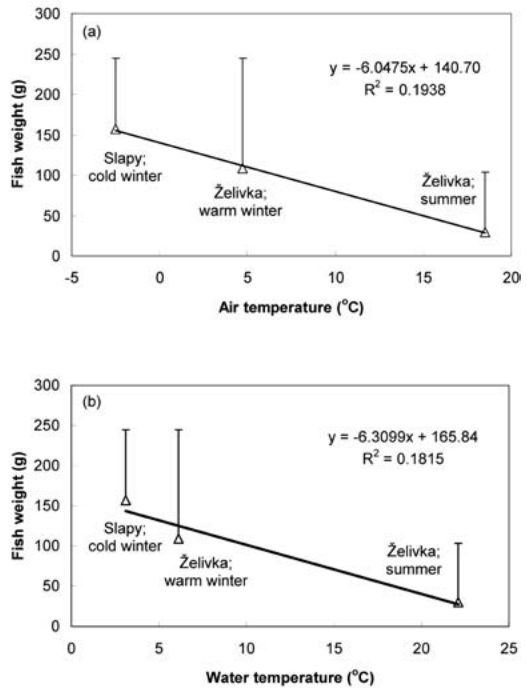 (a)
y = -6.0475x + 140.70
R² = 0.1938
300
250
200
150
100
50
0
Fish weight (g)
Slapy;
cold winter
Želivka;
warm winter
Želivka;
summer
-5 0 5 10 15 20
Air temperature (°C)
(b)
y = -6.3099x + 165.84
R² = 0.1815
300
250
200
150
100
50
0
Fish weight (g)
Slapy;
cold winter
Želivka;
warm winter
Želivka;
summer
0 5 10 15 20 25
Water temperature (°C)